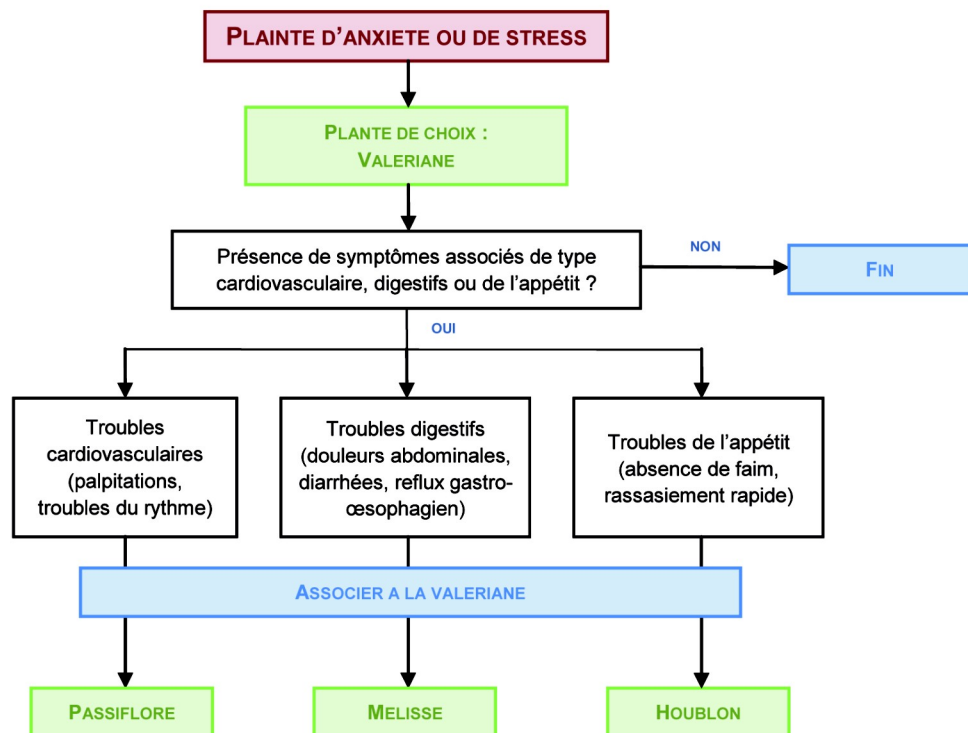 PLAINTE D'ANXIETE OU DE STRESS
PLANTE DE CHOIX :
VALERIANE
Présence de symptômes associés de type
cardiovasculaire, digestifs ou de l'appétit ?
NON
FIN
OUI
Troubles
cardiovasculaires
(palpitations,
troubles du rythme)
Troubles digestifs
(douleurs abdominales,
diarrhées, reflux gastro-
œsophagien)
Troubles de l'appétit
(absence de faim,
rassasiement rapide)
ASSOCIER A LA VALERIANE
PASSIFLORE
MELISSE
HOUBLON